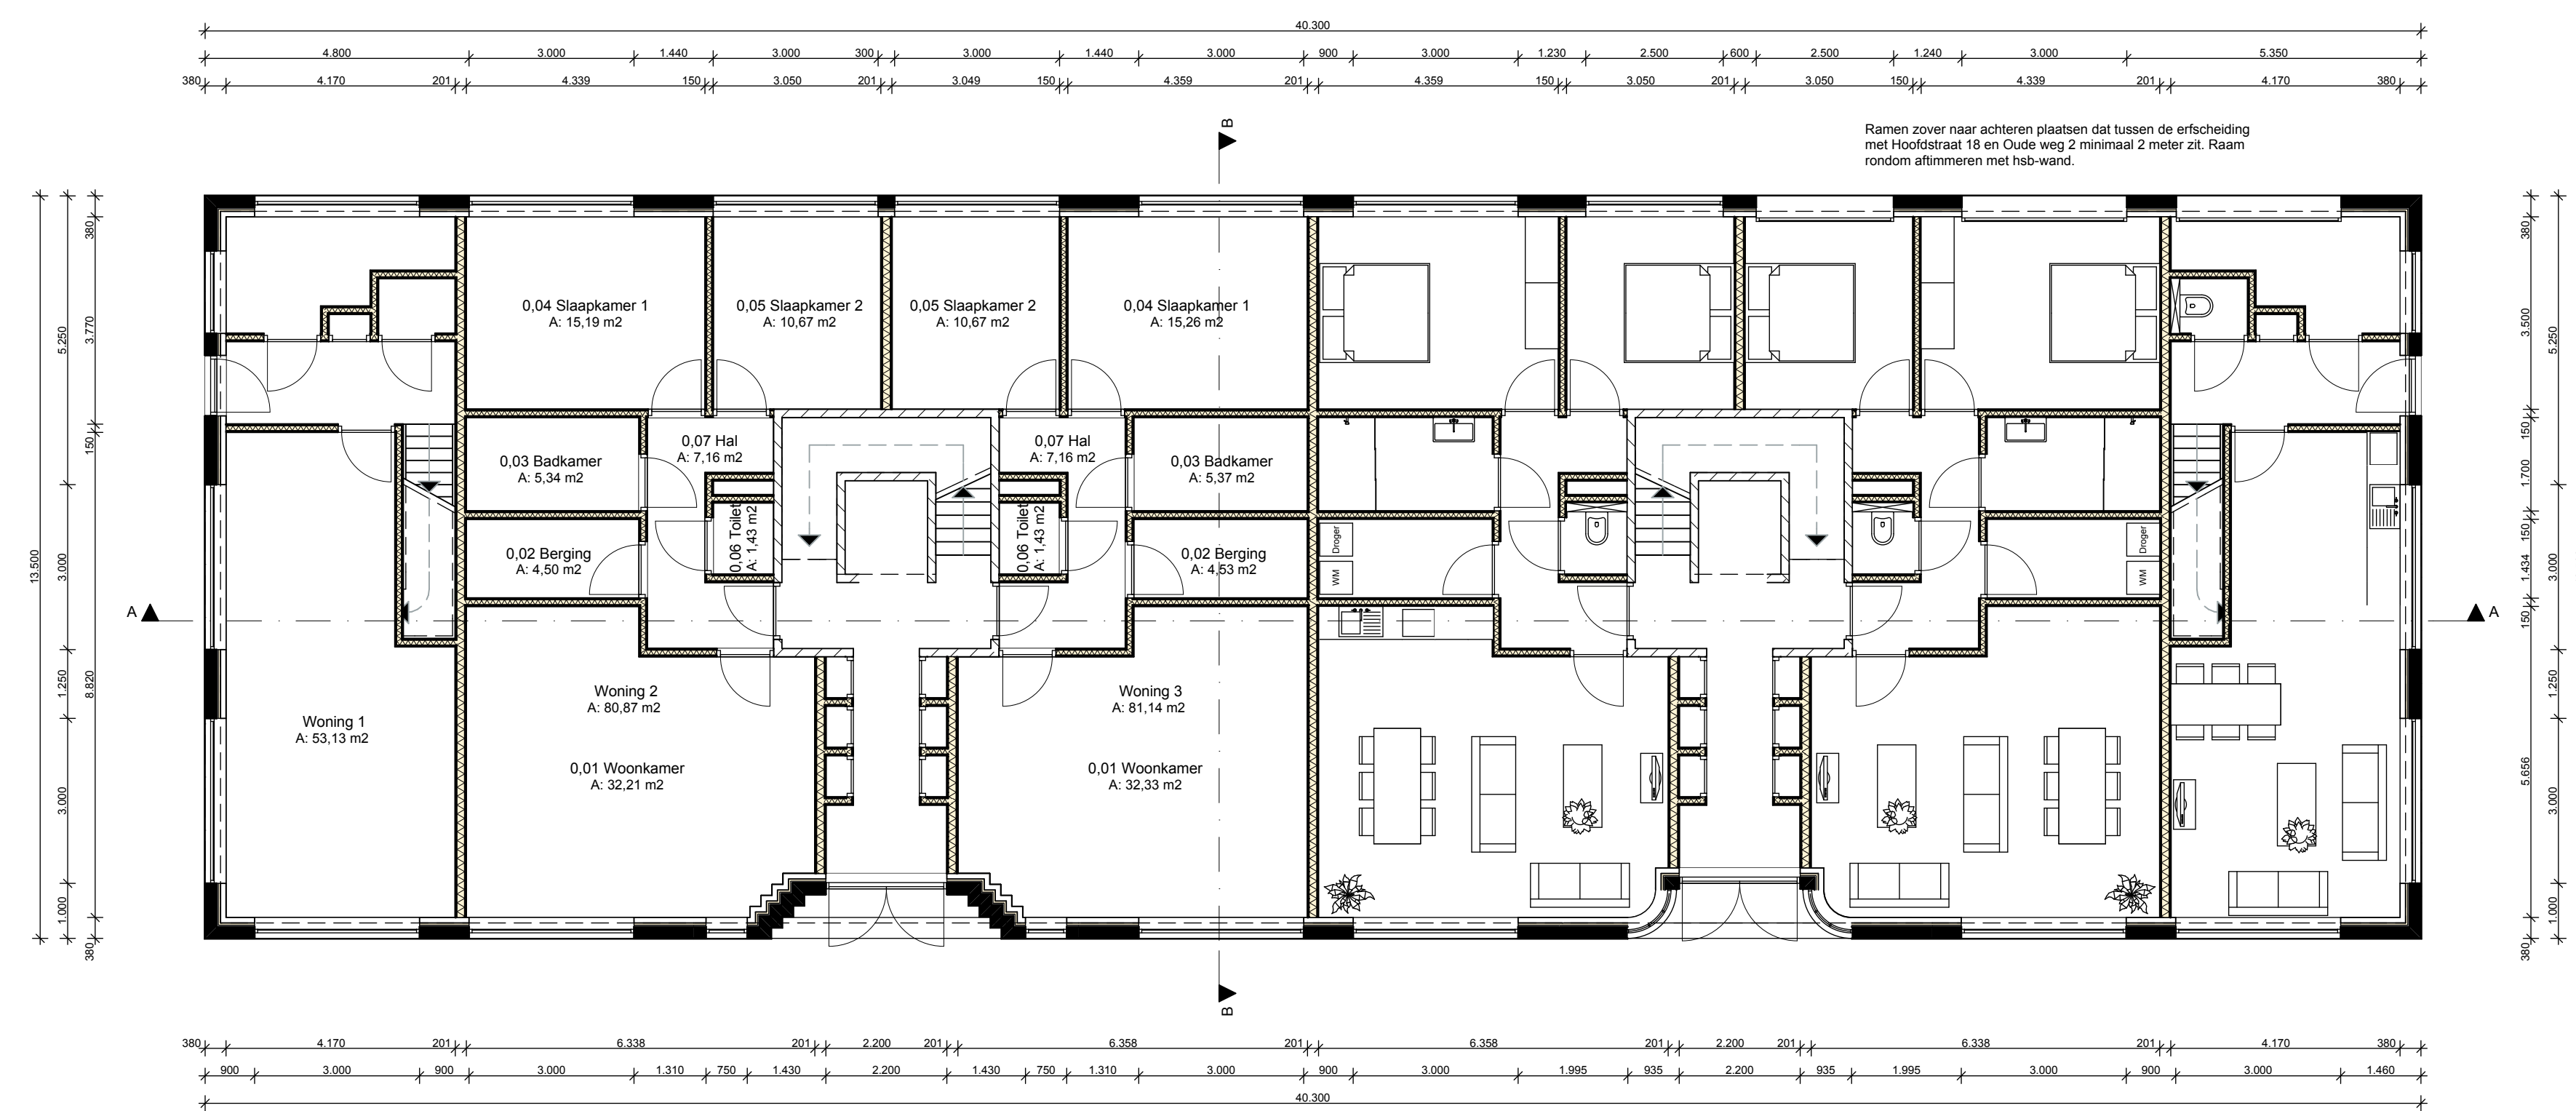 40.300
4.800 3.000 1.440 3.000 300 3.000 1.440 3.000 900 3.000 1.230 2.500 600 2.500 1.240 3.000 5.350
380 4.170 201 4.339 150 3.050 201 3.049 150 4.359 201 4.359 150 3.050 201 3.050 150 4.339 201 4.170 380
B
Ramen zover naar achteren plaatsen dat tussen de erfscheiding
met Hoofdstraat 18 en Oude weg 2 minimaal 2 meter zit. Raam
rondom aftimmeren met hsb-wand.
13.500
5.250 3.000 1.250 3.000 1.000
380 3.770 150 8.820 380
0,04 Slaapkamer 1
A: 15,19 m2
0,05 Slaapkamer 2
A: 10,67 m2
0,05 Slaapkamer 2
A: 10,67 m2
0,04 Slaapkamer 1
A: 15,26 m2
0,03 Badkamer
A: 5,34 m2
0,07 Hal
A: 7,16 m2
0,07 Hal
A: 7,16 m2
0,03 Badkamer
A: 5,37 m2
0,02 Berging
A: 4,50 m2
0,06 Toilet
A: 1,43 m2
0,06 Toilet
A: 1,43 m2
0,02 Berging
A: 4,53 m2
Droger
WM
Droger
WM
A
A
Woning 1
A: 53,13 m2
Woning 2
A: 80,87 m2
Woning 3
A: 81,14 m2
0,01 Woonkamer
A: 32,21 m2
0,01 Woonkamer
A: 32,33 m2
380 3.500 150 1.700 150 1.434 150 5.656 380
5.250 3.000 1.250 3.000 1.000
B
380 4.170 201 6.338 201 2.200 201 6.358 201 6.358 201 2.200 201 6.338 201 4.170 380
900 3.000 900 3.000 1.310 750 1.430 2.200 1.430 750 1.310 3.000 900 3.000 1.995 935 2.200 935 1.995 3.000 900 3.000 1.460
40.300